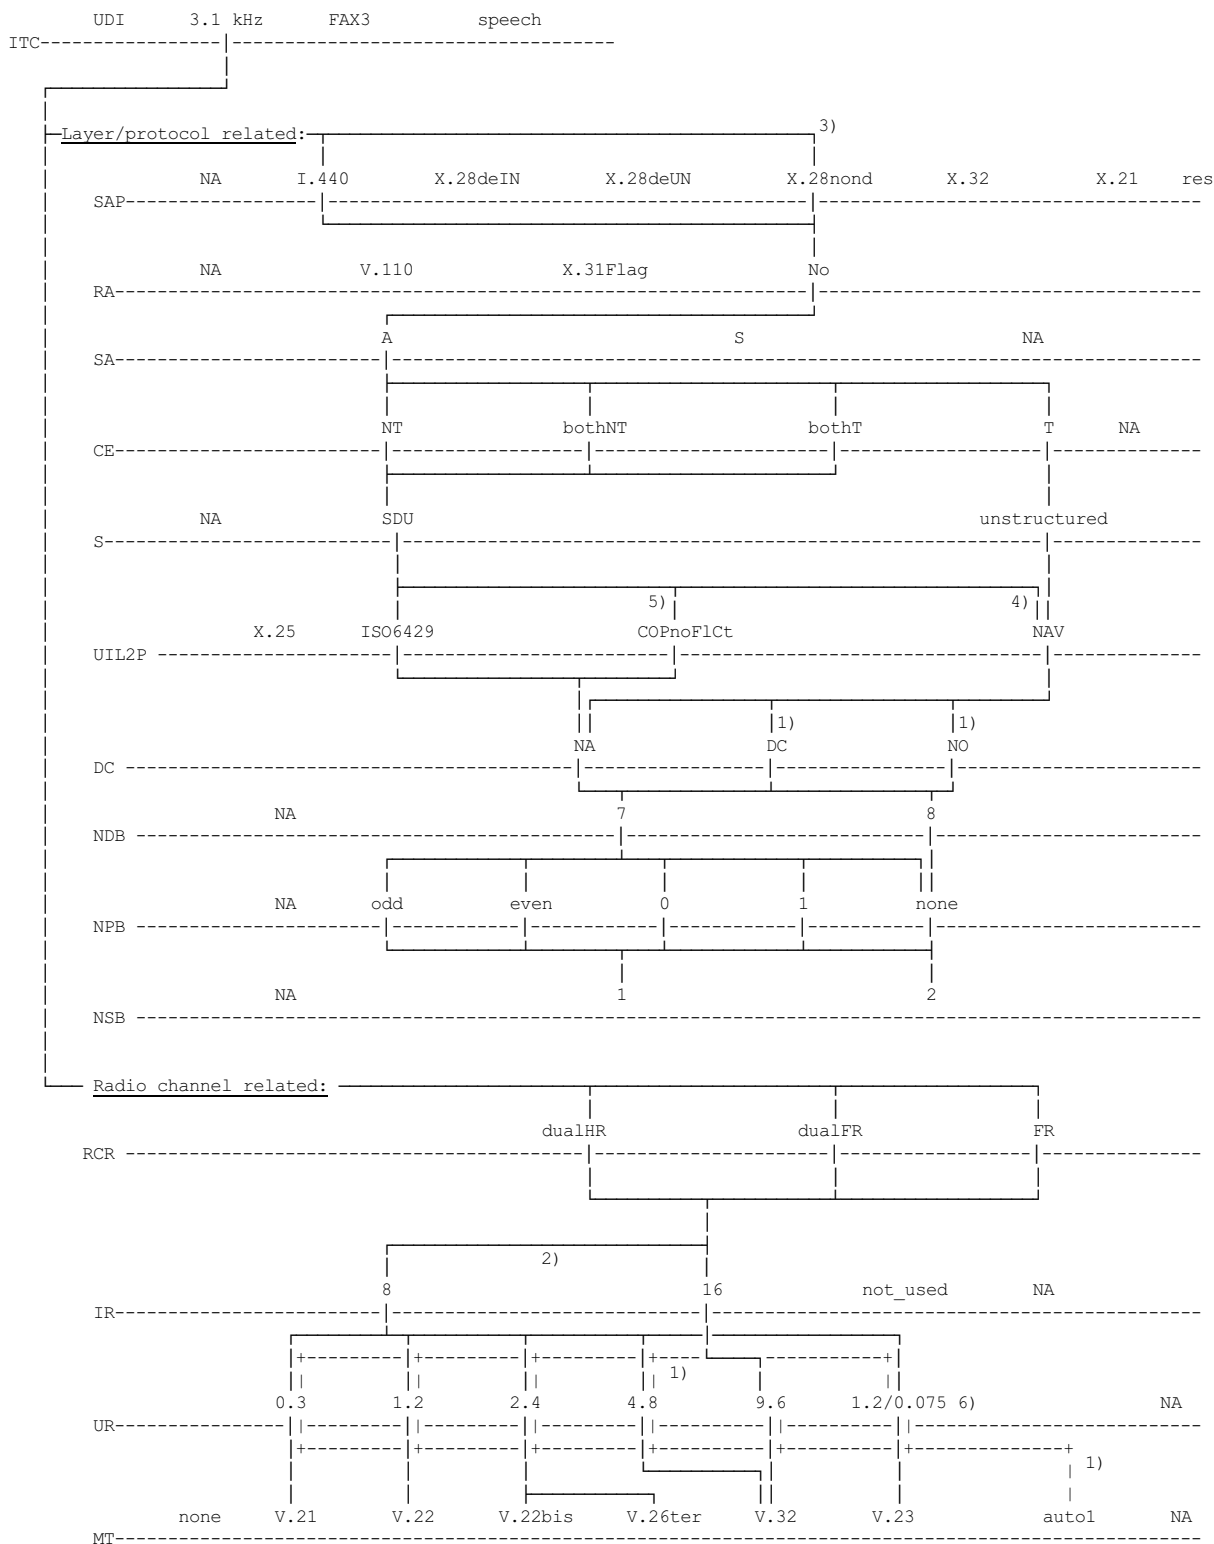 UDI 3.1 kHz FAX3 speech
ITC
Layer/protocol related: 3)
NA I.440 X.28deIN X.28deUN X.28nond X.32 X.21 res
SAP
NA V.110 X.31Flag No
RA
A S NA
SA
NT bothNT bothT T NA
CE
NA SDU unstructured
S
5) 4)
X.25 ISO6429 COPnoFlCt NAV
UIL2P
1) 1)
NA DC NO
DC
NA 7 8
NDB
NA odd even 0 1 none
NPB
NA 1 2
NSB
Radio channel related:
dualHR dualFR FR
RCR
2)
8 16 not_used NA
IR
1)
0.3 1.2 2.4 4.8 9.6 1.2/0.075 6) NA
UR
1)
none V.21 V.22 V.22bis V.26ter V.32 V.23 auto1 NA
MT